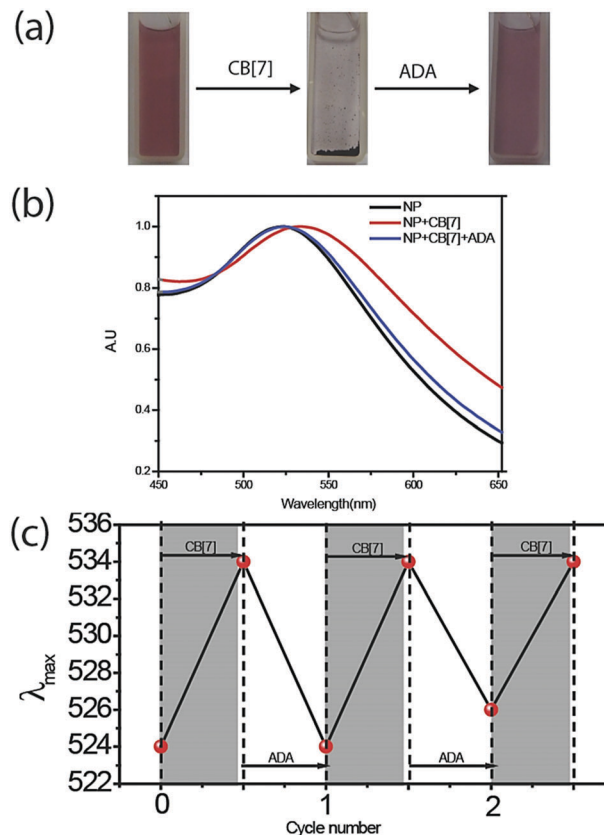 (a)
CB[7]
ADA
(b)
NP
NP+CB[7]
NP+CB[7]+ADA
1.0
0.8
0.6
0.4
0.2
A.U
450 500 550 600 650
Wavelength(nm)
(c)
536
534
532
530
528
526
524
522
λmax
CB[7] CB[7] CB[7]
ADA ADA
0 1 2
Cycle number